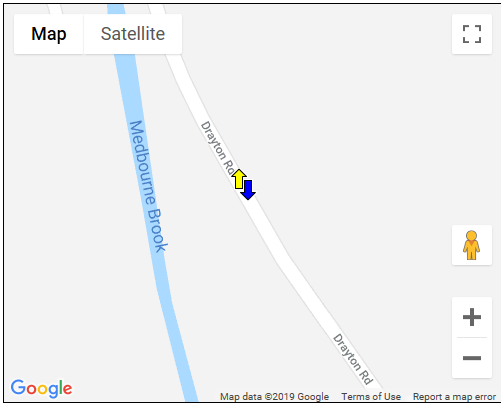 Map Satellite
Drayton Rd
Medbourne Brook
Drayton Rd
Google
Map data ©2019 Google Terms of Use Report a map error